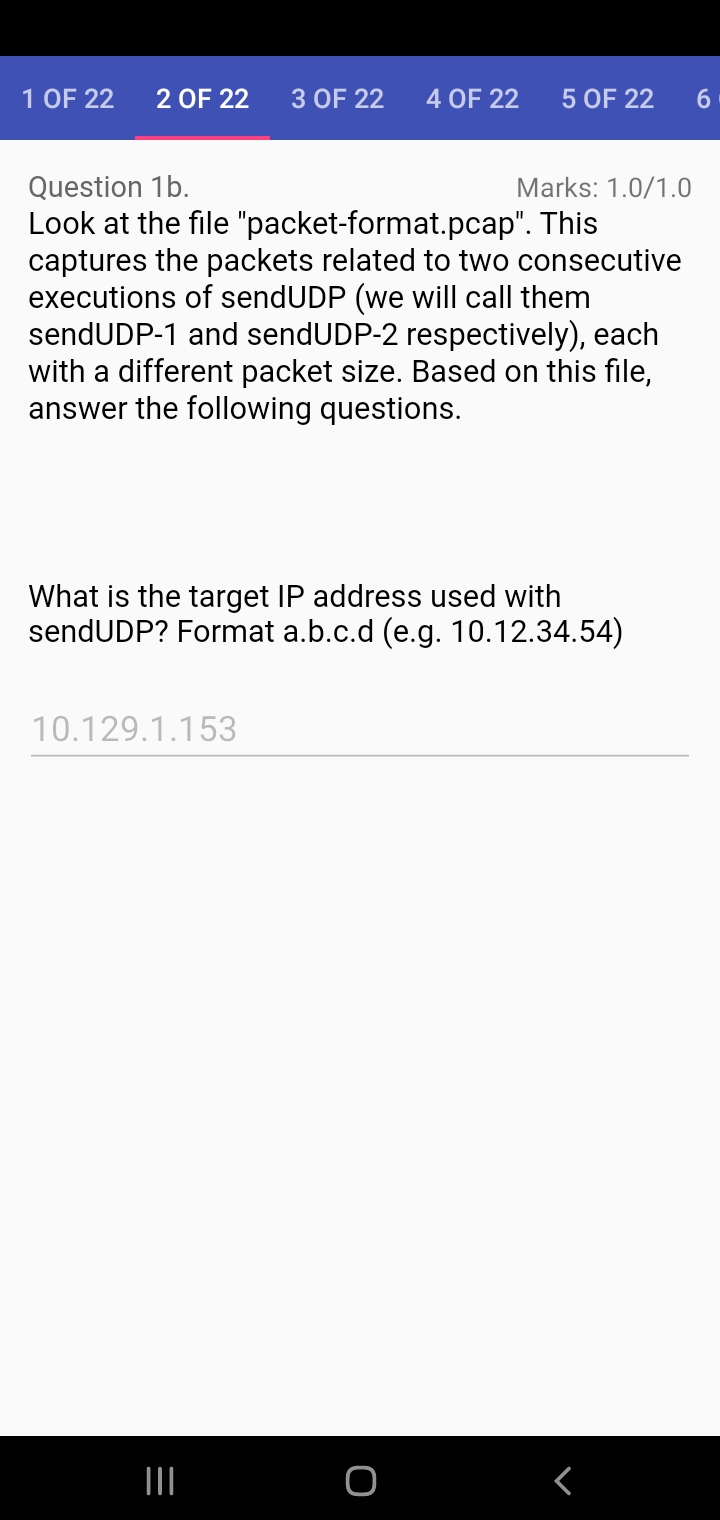 1 OF 22 2 OF 22 3 OF 22 4 OF 22 5 OF 22 6
Question 1b. Marks: 1.0/1.0
Look at the file "packet-format.pcap". This
captures the packets related to two consecutive
executions of sendUDP (we will call them
sendUDP-1 and sendUDP-2 respectively), each
with a different packet size. Based on this file,
answer the following questions.
What is the target IP address used with
sendUDP? Format a.b.c.d (e.g. 10.12.34.54)
10.129.1.153